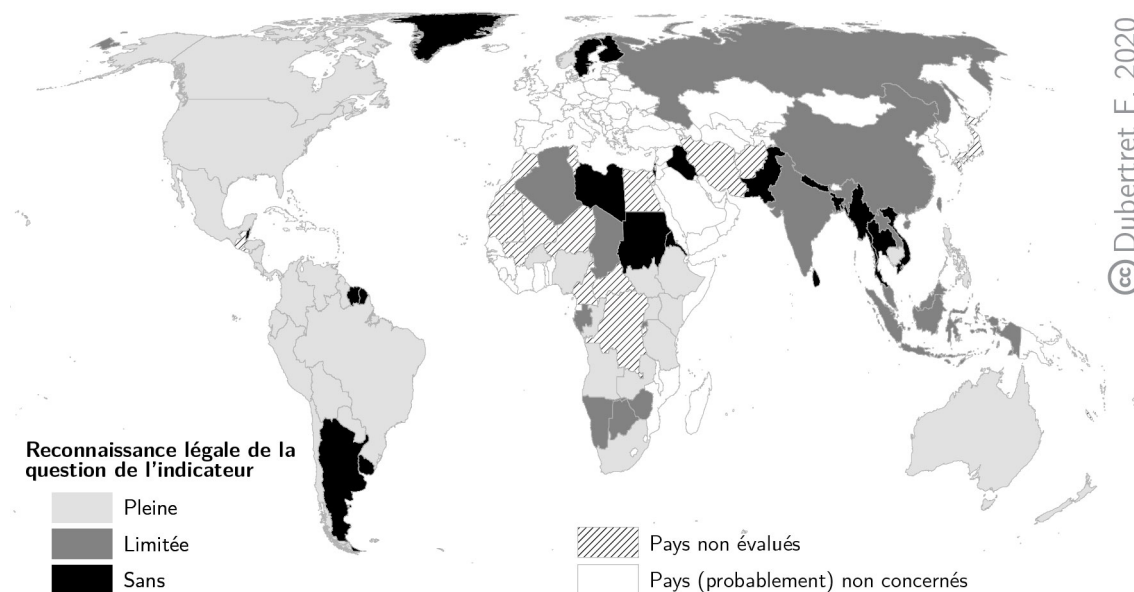 Reconnaissance légale de la
question de l'indicateur
Pleine
Limitée
Sans
Pays non évalués
Pays (probablement) non concernés
cc Dubertret F. 2020